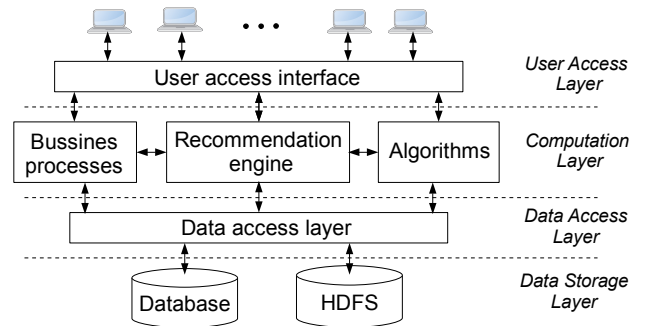 User access interface
User Access
Layer
Bussines
processes
Recommendation
engine
Algorithms
Computation
Layer
Data access layer
Data Access
Layer
Database
HDFS
Data Storage
Layer